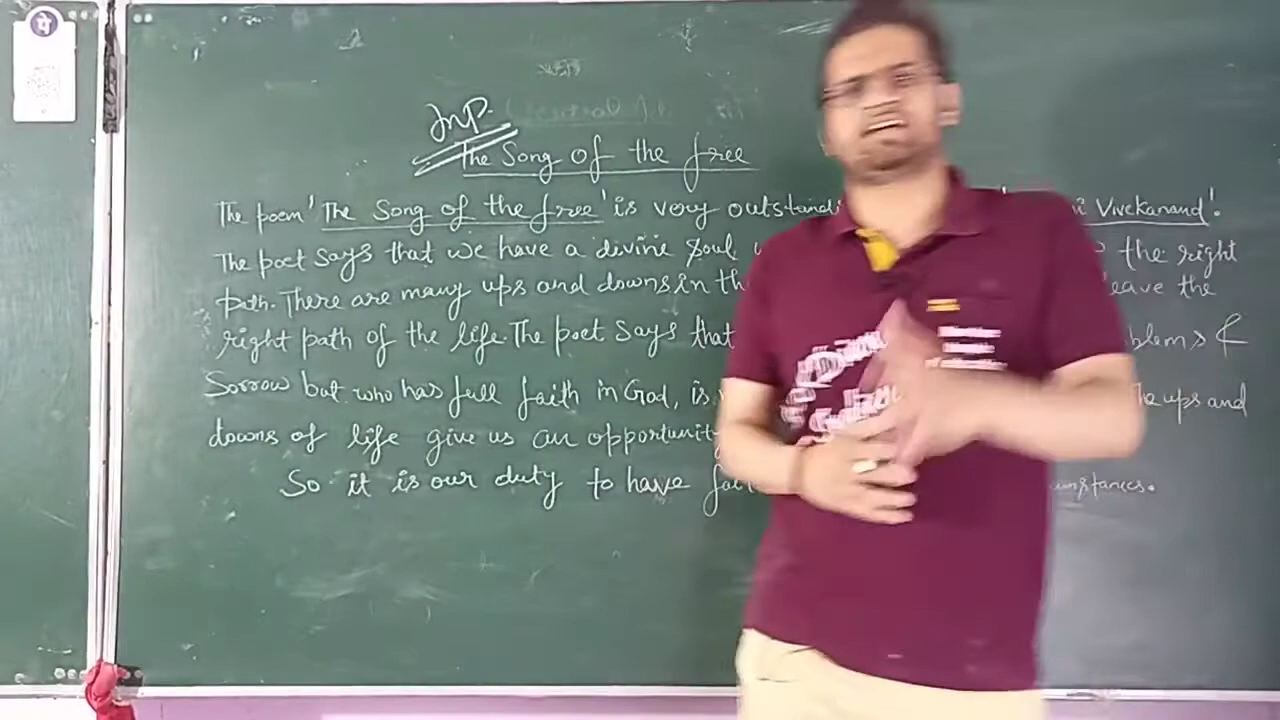 पे
Imp.
The Song of the free
The poem 'The Song of the free' is very outstandi i Vivekanand'.
The poet Says that we have a divine Soul the right
path. There are many ups and downs in th eave the
right path of the life. The poet Says that blems &
Sorrow but who has full faith in God, is The ups and
downs of life give us an opportunity
So it is our duty to have fai umstances.